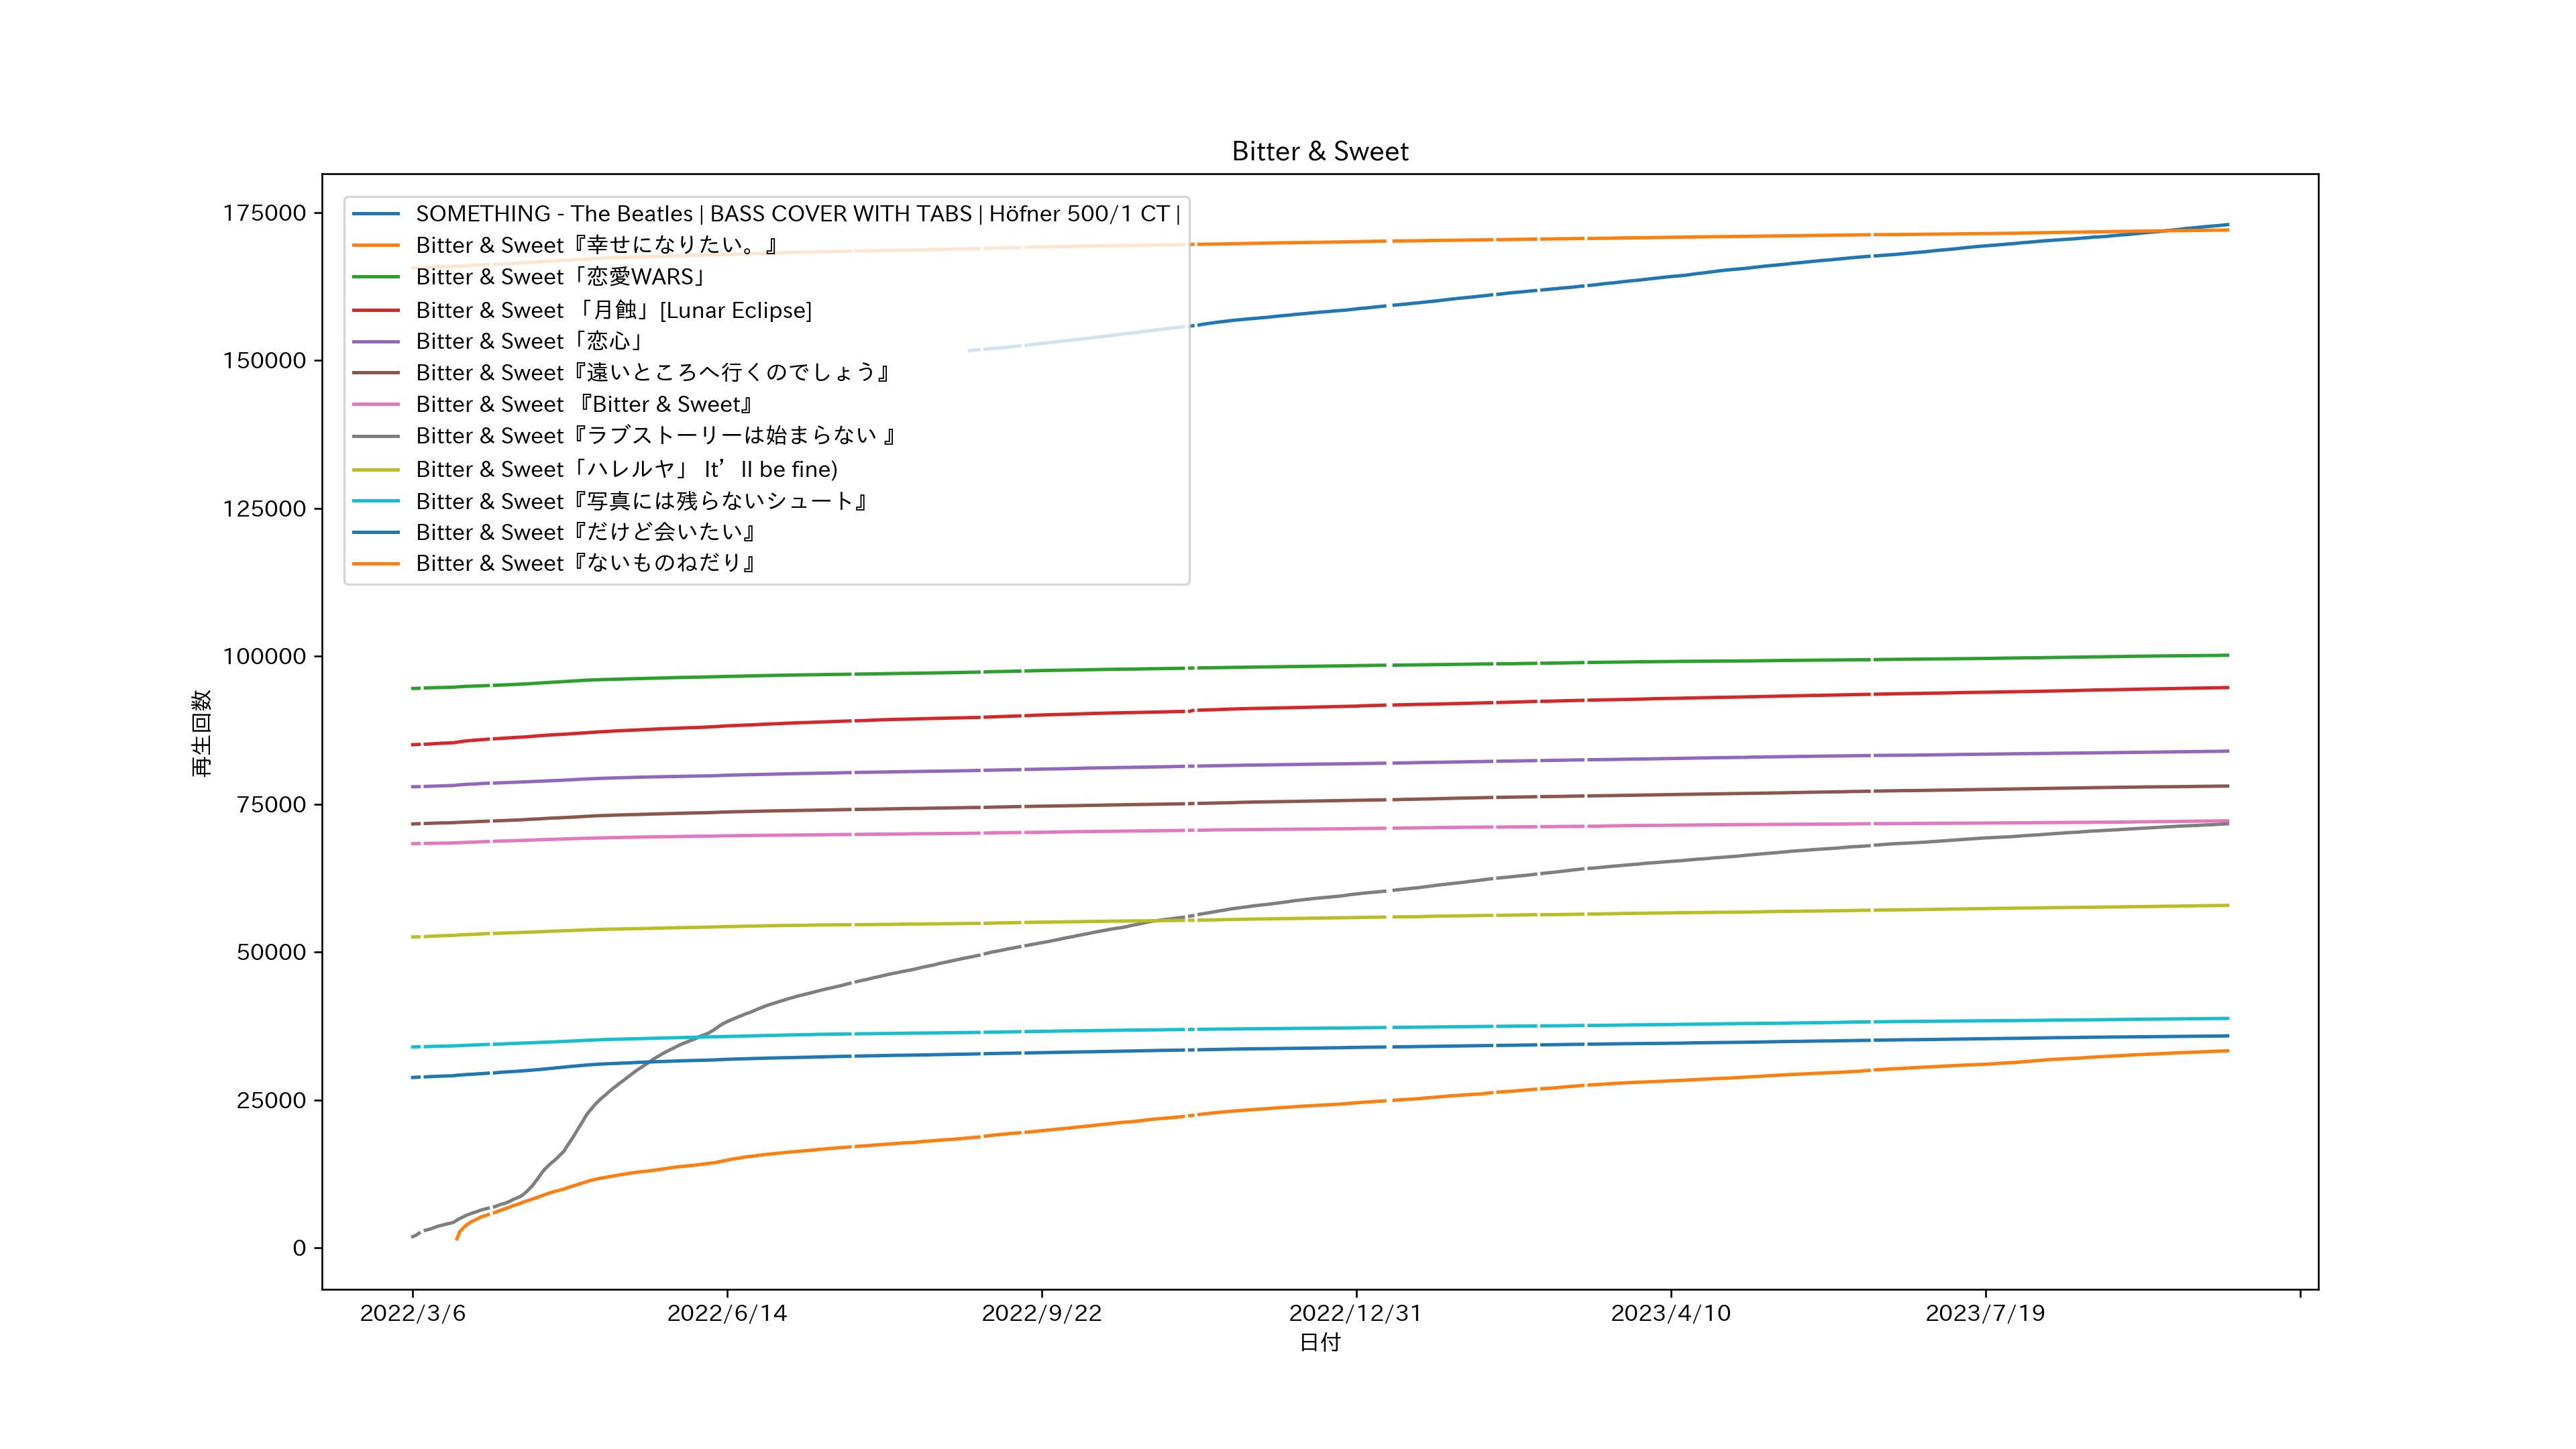 Bitter & Sweet
175000
150000
125000
100000
75000
50000
25000
0
再生回数
SOMETHING - The Beatles | BASS COVER WITH TABS | Höfner 500/1 CT |
Bitter & Sweet『幸せになりたい。』
Bitter & Sweet「恋愛WARS」
Bitter & Sweet 「月蝕」[Lunar Eclipse]
Bitter & Sweet「恋心」
Bitter & Sweet『遠いところへ行くのでしょう』
Bitter & Sweet 『Bitter & Sweet』
Bitter & Sweet『ラブストーリーは始まらない 』
Bitter & Sweet「ハレルヤ」 It’ll be fine)
Bitter & Sweet『写真には残らないシュート』
Bitter & Sweet『だけど会いたい』
Bitter & Sweet『ないものねだり』
2022/3/6 2022/6/14 2022/9/22 2022/12/31 2023/4/10 2023/7/19
日付